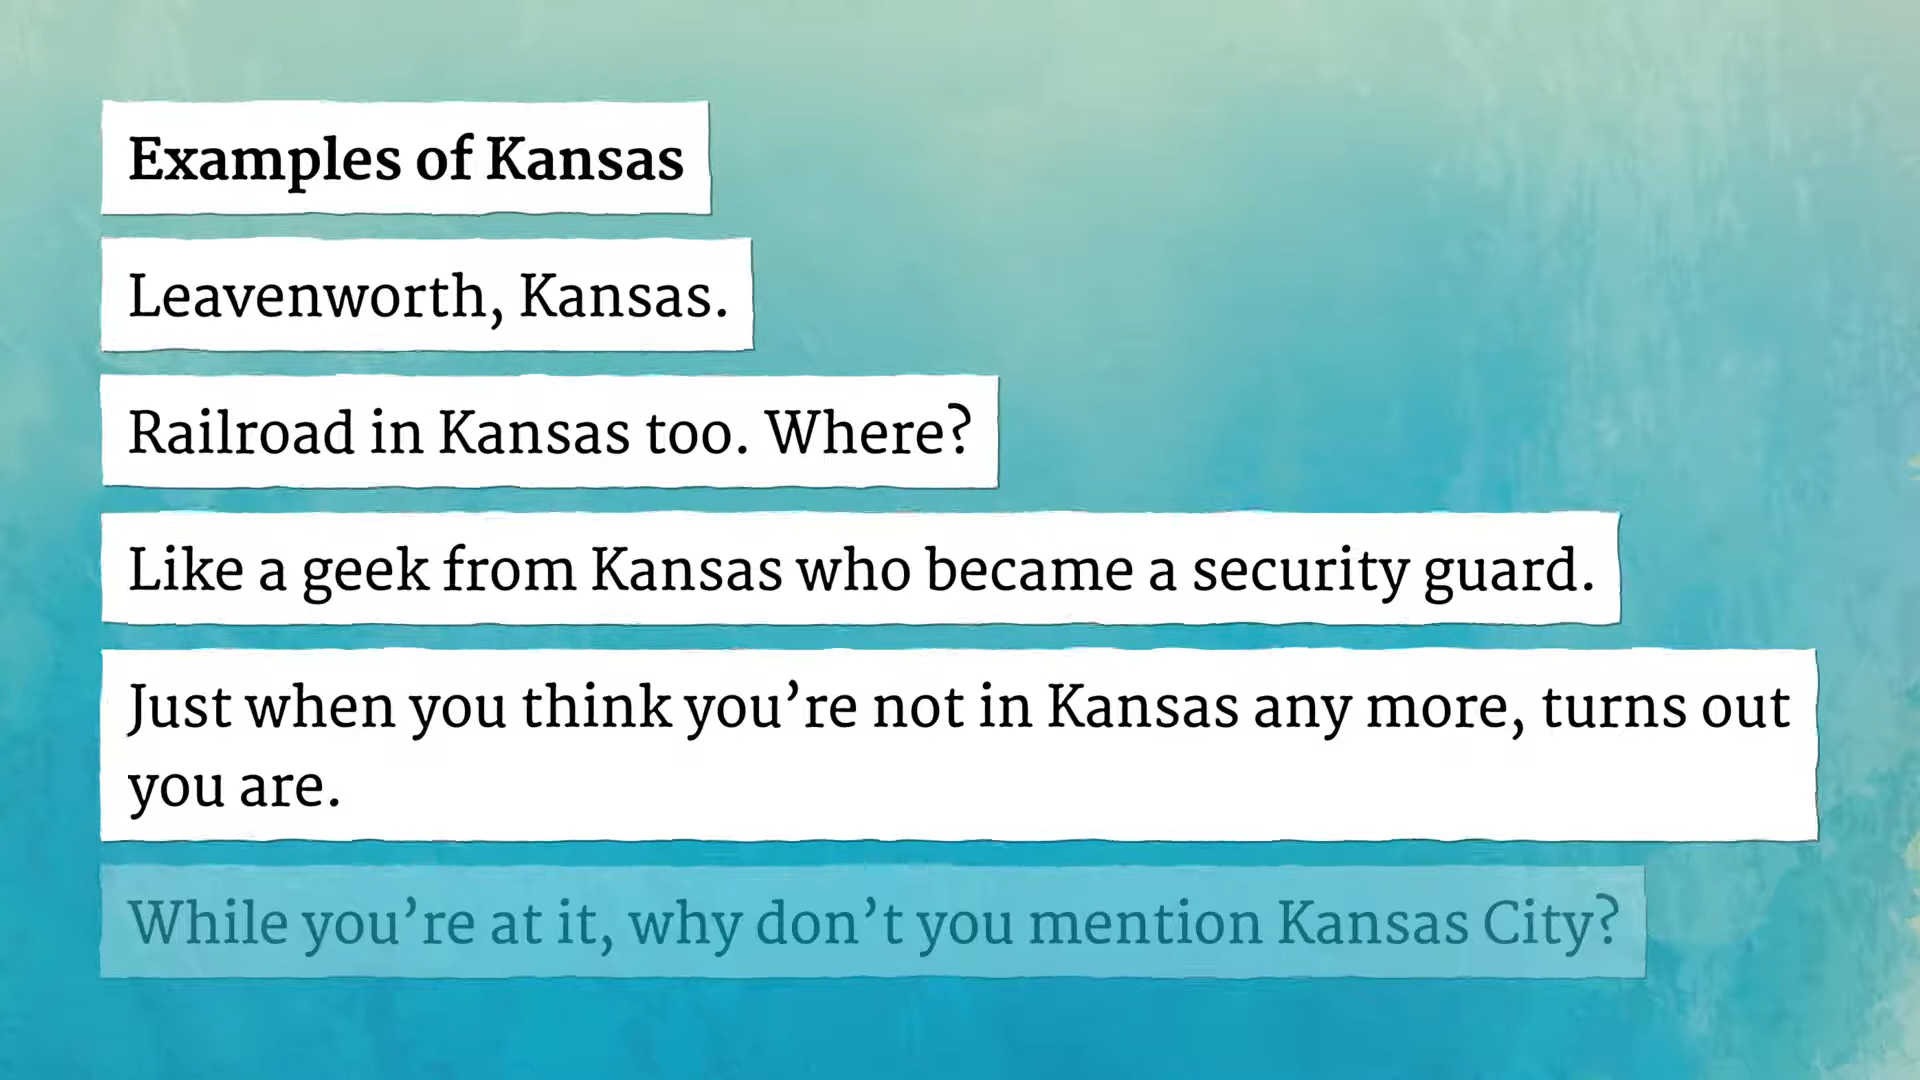 Examples of Kansas
Leavenworth, Kansas.
Railroad in Kansas too. Where?
Like a geek from Kansas who became a security guard.
Just when you think you’re not in Kansas any more, turns out
you are.
While you’re at it, why don’t you mention Kansas City?